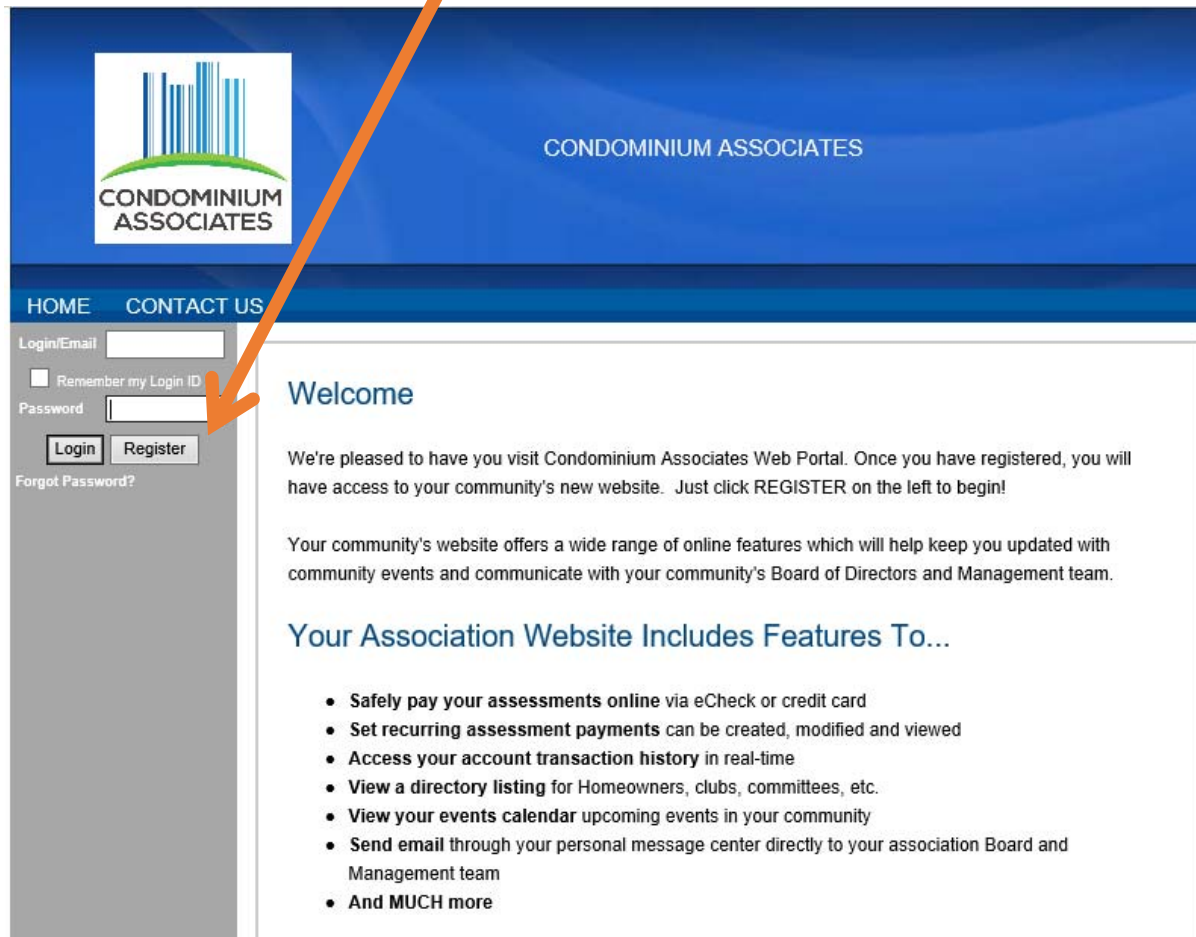 CONDOMINIUM
ASSOCIATES
CONDOMINIUM ASSOCIATES
HOME CONTACT US
Login/Email
Remember my Login ID
Password
Login Register
Forgot Password?
Welcome
We're pleased to have you visit Condominium Associates Web Portal. Once you have registered, you will
have access to your community's new website. Just click REGISTER on the left to begin!
Your community's website offers a wide range of online features which will help keep you updated with
community events and communicate with your community's Board of Directors and Management team.
Your Association Website Includes Features To...
• Safely pay your assessments online via eCheck or credit card
• Set recurring assessment payments can be created, modified and viewed
• Access your account transaction history in real-time
• View a directory listing for Homeowners, clubs, committees, etc.
• View your events calendar upcoming events in your community
• Send email through your personal message center directly to your association Board and
Management team
• And MUCH more